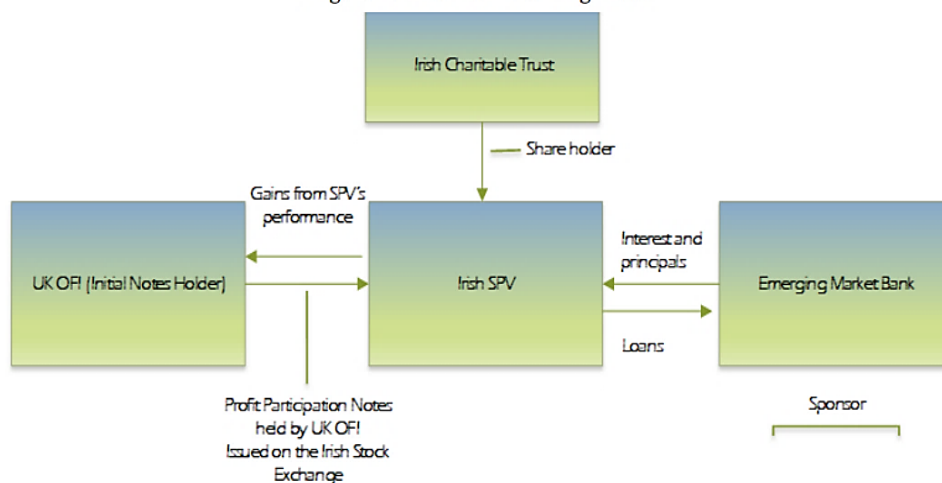 Irish Charitable Trust
Share holder
Gains from SPV's
performance
UK OFI (Initial Notes Holder)
Irish SPV
Interest and
principals
Emerging Market Bank
Loans
Profit Participation Notes
held by UK OFI
Issued on the Irish Stock
Exchange
Sponsor